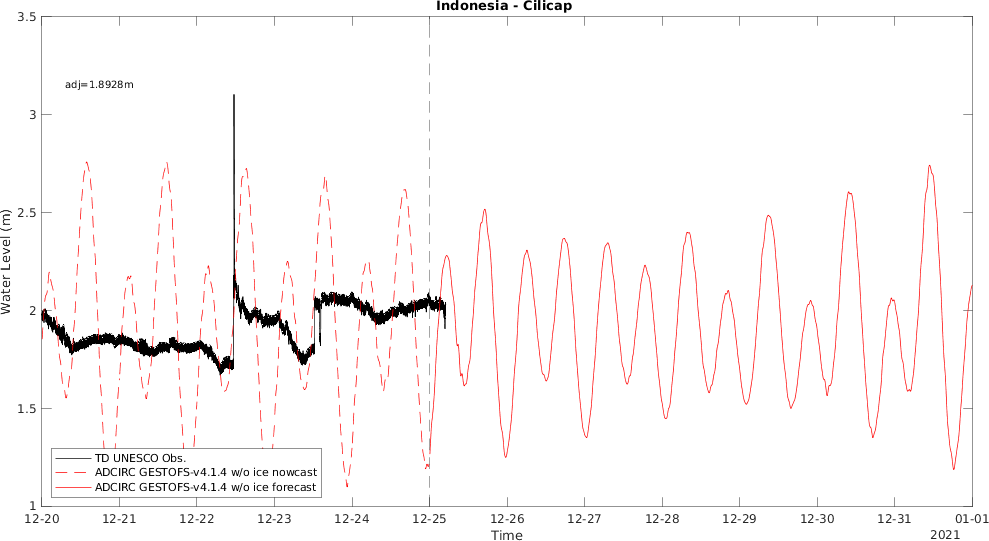 Indonesia - Cilicap
3.5
3
2.5
2
1.5
1
Water Level (m)
adj=1.8928m
TD UNESCO Obs.
ADCIRC GESTOFS-v4.1.4 w/o ice nowcast
ADCIRC GESTOFS-v4.1.4 w/o ice forecast
12-20 12-21 12-22 12-23 12-24 12-25 12-26 12-27 12-28 12-29 12-30 12-31 01-01
Time
2021